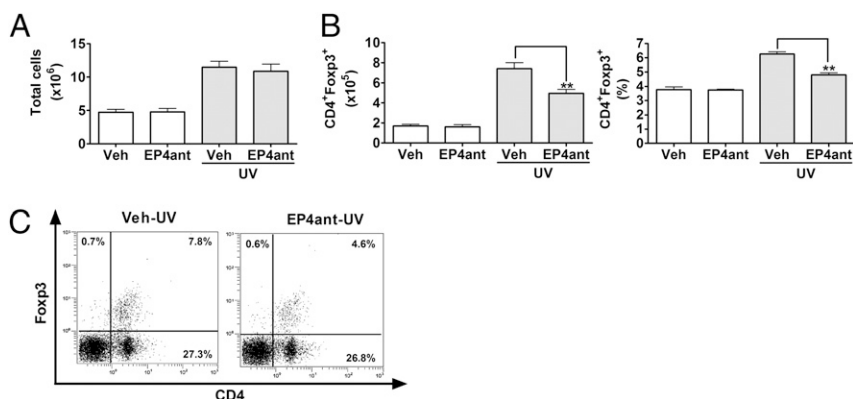 A
Total cells
(x10⁶)
15
10
5
0
Veh
EP4ant
Veh
EP4ant
UV
B
CD4⁺Foxp3⁺
(x10⁵)
10
8
6
4
2
0
**
Veh
EP4ant
Veh
EP4ant
UV
CD4⁺Foxp3⁺
(%)
7
6
5
4
3
2
1
0
**
Veh
EP4ant
Veh
EP4ant
UV
C
Veh-UV
0.7%
7.8%
27.3%
EP4ant-UV
0.6%
4.6%
26.8%
Foxp3
CD4